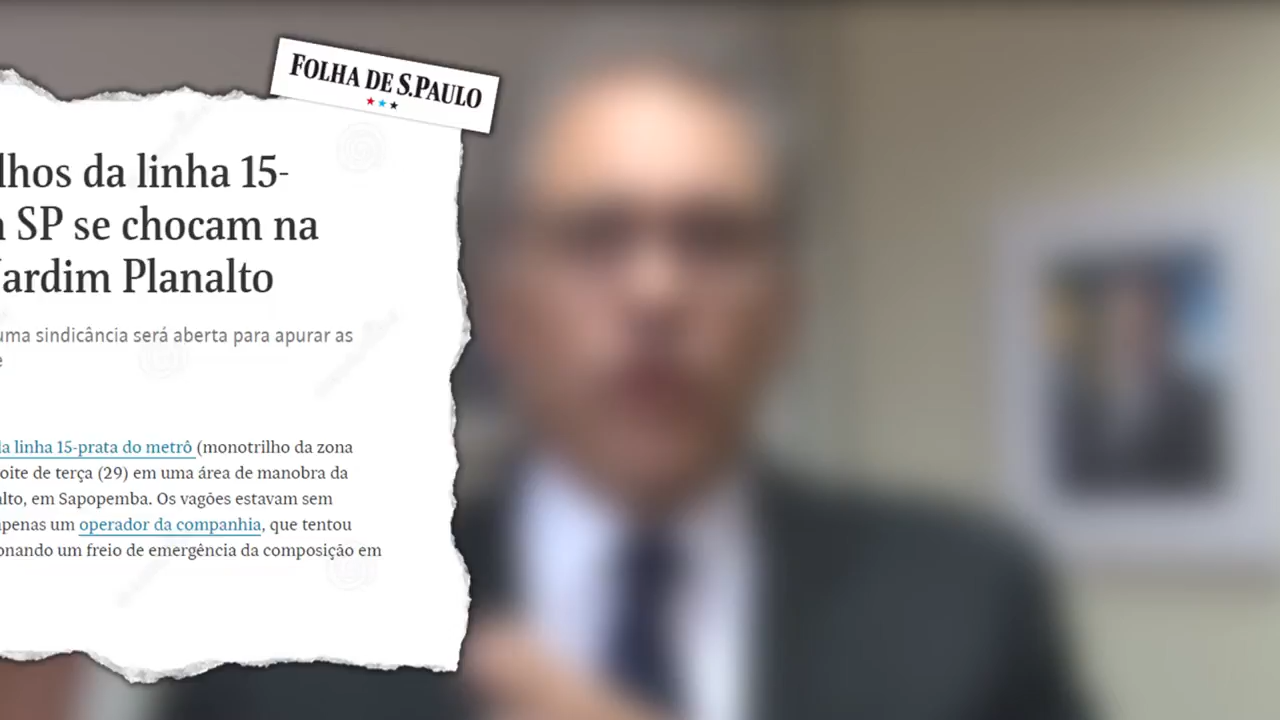 FOLHA DE S.PAULO
lhos da linha 15-
SP se chocam na
Jardim Planalto
uma sindicância será aberta para apurar as
e
da linha 15-prata do metrô (monotrilho da zona
oite de terça (29) em uma área de manobra da
alto, em Sapopemba. Os vagões estavam sem
apenas um operador da companhia, que tentou
onando um freio de emergência da composição em